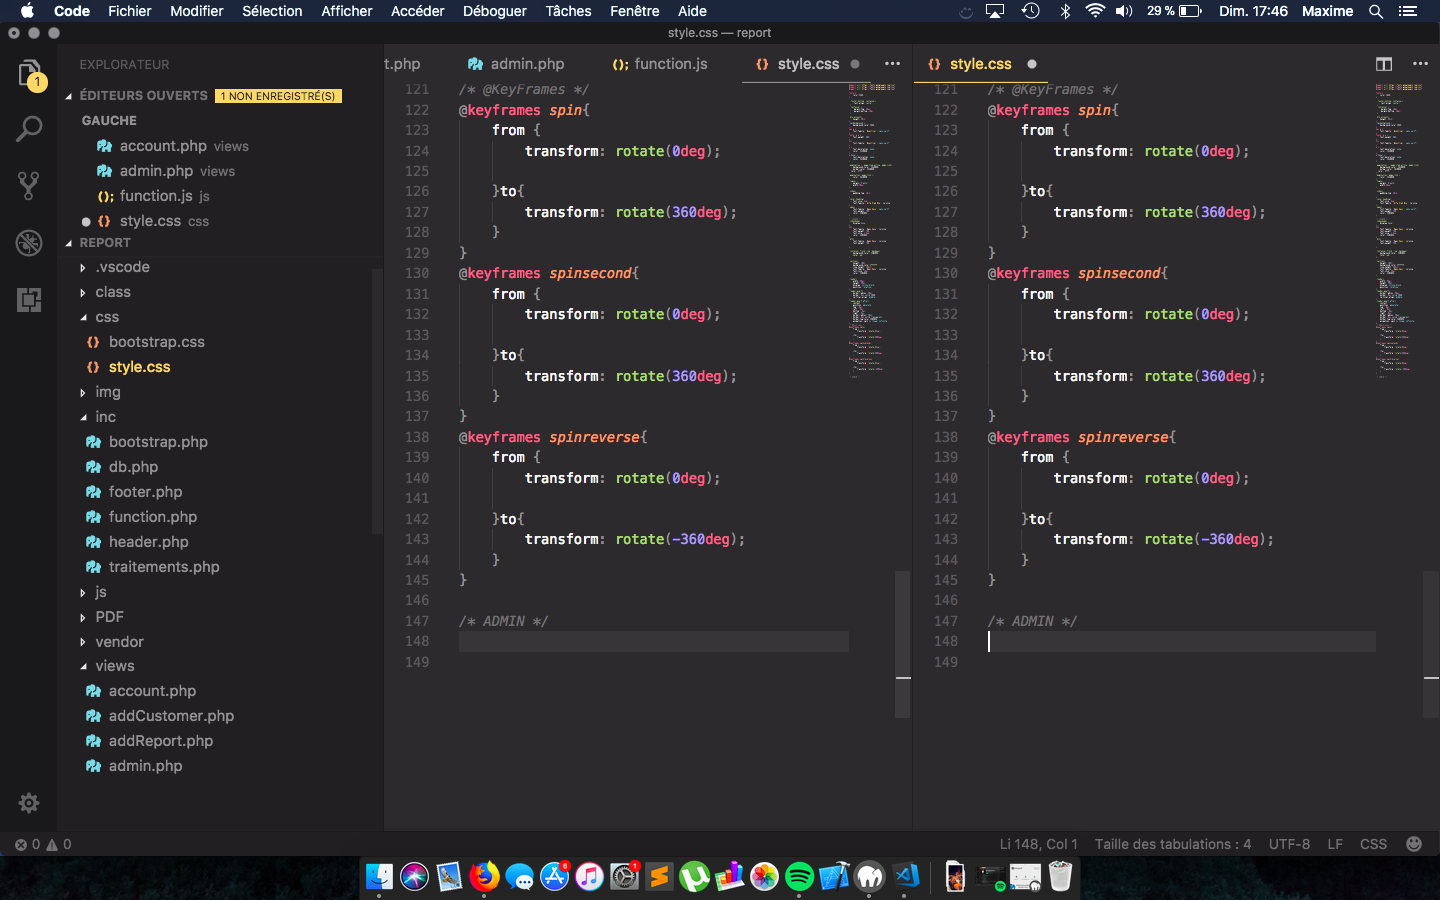 Code Fichier Modifier Sélection Afficher Accéder Déboguer Tâches Fenêtre Aide 29 % Dim. 17:46 Maxime
style.css — report
EXPLORATEUR
1
ÉDITEURS OUVERTS 1 NON ENREGISTRÉ(S)
GAUCHE
account.php views
admin.php views
function.js js
style.css css
REPORT
.vscode
class
css
bootstrap.css
style.css
img
inc
bootstrap.php
db.php
footer.php
function.php
header.php
traitements.php
js
PDF
vendor
views
account.php
addCustomer.php
addReport.php
admin.php
t.php admin.php function.js style.css
121 /* @KeyFrames */
122 @keyframes spin{
123 from {
124 transform: rotate(0deg);
125
126 }to{
127 transform: rotate(360deg);
128 }
129 }
130 @keyframes spinsecond{
131 from {
132 transform: rotate(0deg);
133
134 }to{
135 transform: rotate(360deg);
136 }
137 }
138 @keyframes spinreverse{
139 from {
140 transform: rotate(0deg);
141
142 }to{
143 transform: rotate(-360deg);
144 }
145 }
146
147 /* ADMIN */
148
149
style.css
121 /* @KeyFrames */
122 @keyframes spin{
123 from {
124 transform: rotate(0deg);
125
126 }to{
127 transform: rotate(360deg);
128 }
129 }
130 @keyframes spinsecond{
131 from {
132 transform: rotate(0deg);
133
134 }to{
135 transform: rotate(360deg);
136 }
137 }
138 @keyframes spinreverse{
139 from {
140 transform: rotate(0deg);
141
142 }to{
143 transform: rotate(-360deg);
144 }
145 }
146
147 /* ADMIN */
148
149
0 0 Li 148, Col 1 Taille des tabulations : 4 UTF-8 LF CSS
6 1